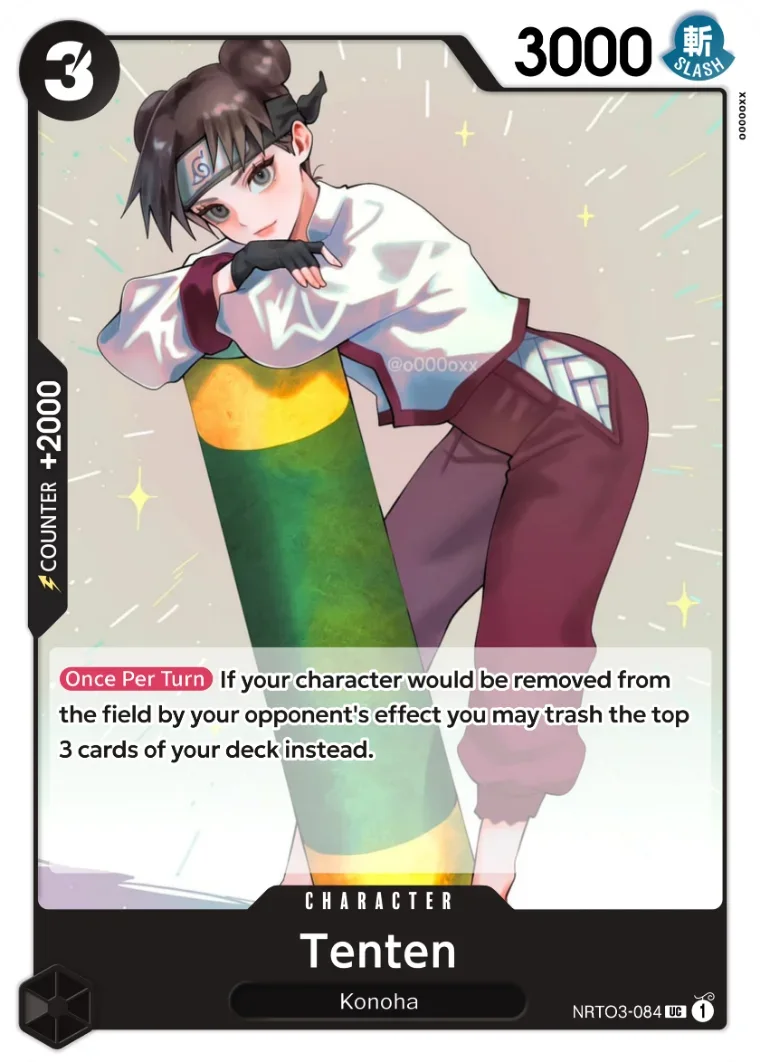 3
3000
斬
SLASH
oooooxx
@o000oxx
COUNTER +2000
Once Per Turn If your character would be removed from
the field by your opponent's effect you may trash the top
3 cards of your deck instead.
CHARACTER
Tenten
Konoha
NRTO3-084 UC 1